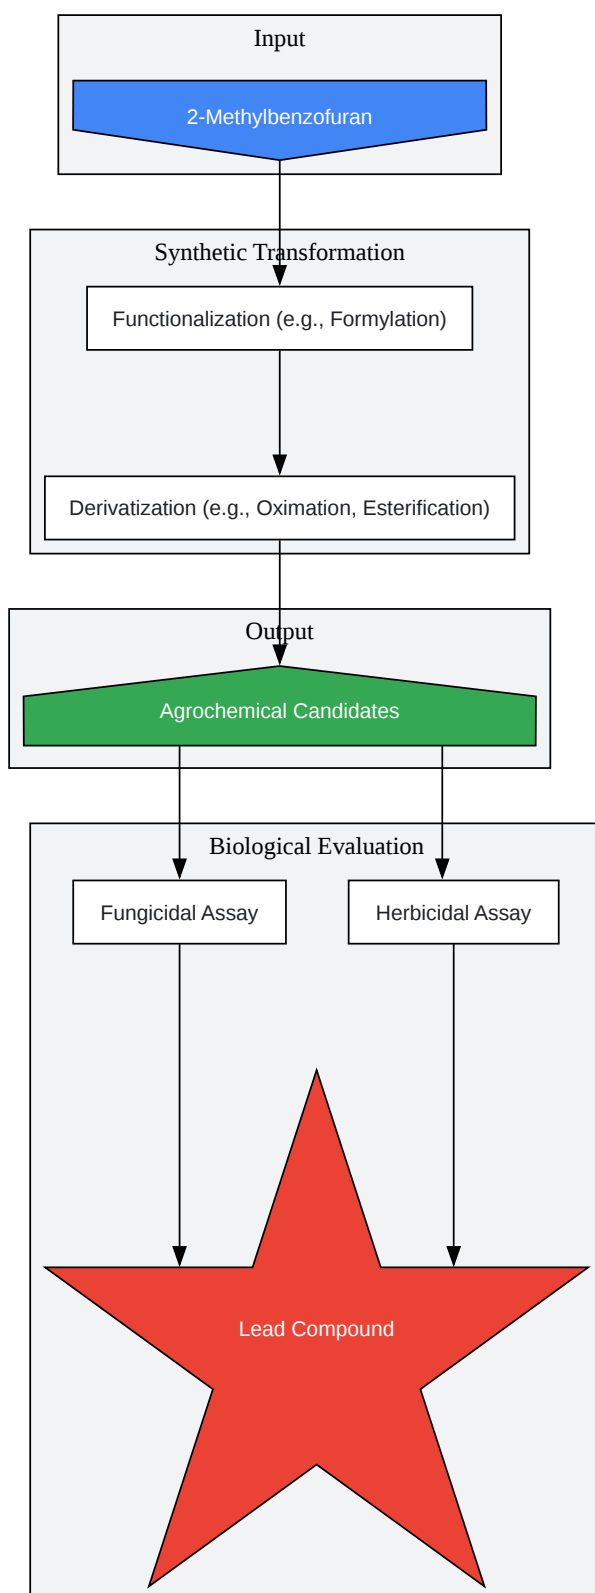 Input
2-Methylbenzofuran
Synthetic Transformation
Functionalization (e.g., Formylation)
Derivatization (e.g., Oximation, Esterification)
Output
Agrochemical Candidates
Biological Evaluation
Fungicidal Assay
Herbicidal Assay
Lead Compound